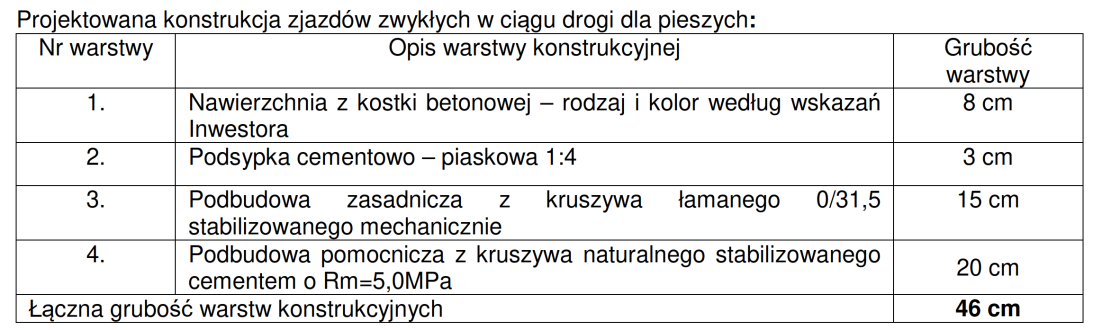 Projektowana konstrukcja zjazdów zwykłych w ciągu drogi dla pieszych:
Nr warstwy Opis warstwy konstrukcyjnej Grubość
warstwy
1. Nawierzchnia z kostki betonowej – rodzaj i kolor według wskazań 8 cm
Inwestora
2. Podsypka cementowo – piaskowa 1:4 3 cm
3. Podbudowa zasadnicza z kruszywa łamanego 0/31,5 15 cm
stabilizowanego mechanicznie
4. Podbudowa pomocnicza z kruszywa naturalnego stabilizowanego
cementem o Rm=5,0MPa 20 cm
Łączna grubość warstw konstrukcyjnych 46 cm